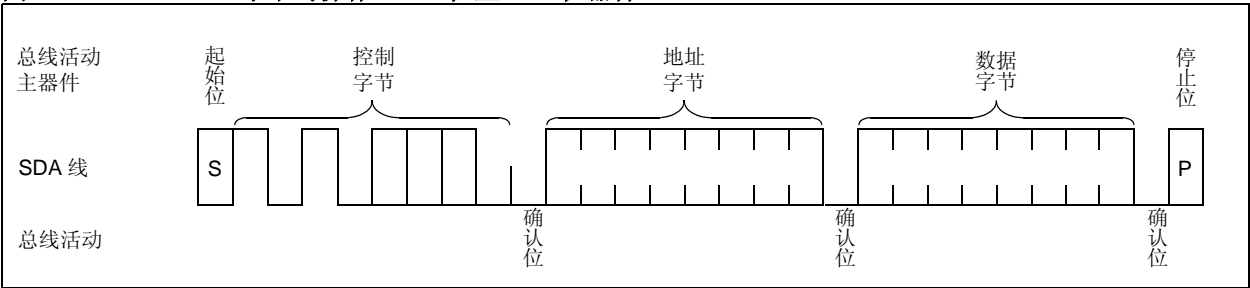 总线活动
主器件
起始位
控制
字节
地址
字节
数据
字节
停止位
SDA 线
S
P
总线活动
确认位
确认位
确认位